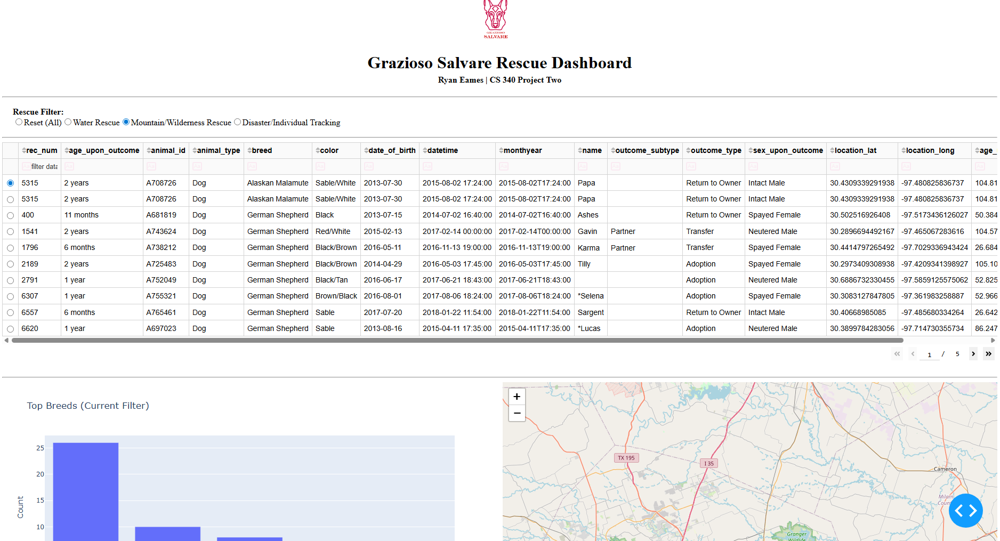 GRAZIOSO
SALVARE
Grazioso Salvare Rescue Dashboard
Ryan Eames | CS 340 Project Two
Rescue Filter:
Reset (All) Water Rescue Mountain/Wilderness Rescue Disaster/Individual Tracking
rec_num age_upon_outcome animal_id animal_type breed color date_of_birth datetime monthyear name outcome_subtype outcome_type sex_upon_outcome location_lat location_long age_
Aa filter data Aa Aa Aa Aa Aa Aa Aa Aa Aa Aa Aa Aa Aa Aa Aa
5315 2 years A708726 Dog Alaskan Malamute Sable/White 2013-07-30 2015-08-02 17:24:00 2015-08-02T17:24:00 Papa Return to Owner Intact Male 30.4309339291938 -97.480825836737 104.81
5315 2 years A708726 Dog Alaskan Malamute Sable/White 2013-07-30 2015-08-02 17:24:00 2015-08-02T17:24:00 Papa Return to Owner Intact Male 30.4309339291938 -97.480825836737 104.81
400 11 months A681819 Dog German Shepherd Black 2013-07-15 2014-07-02 16:40:00 2014-07-02T16:40:00 Ashes Return to Owner Spayed Female 30.502516926408 -97.5173436126027 50.384
1541 2 years A743624 Dog German Shepherd Red/White 2015-02-13 2017-02-14 00:00:00 2017-02-14T00:00:00 Gavin Partner Transfer Neutered Male 30.2896694492167 -97.465067283616 104.57
1796 6 months A738212 Dog German Shepherd Black/Brown 2016-05-11 2016-11-13 19:00:00 2016-11-13T19:00:00 Karma Partner Transfer Spayed Female 30.4414797265492 -97.7029336943424 26.684
2189 2 years A725483 Dog German Shepherd Black/Brown 2014-04-29 2016-05-03 17:45:00 2016-05-03T17:45:00 Tilly Adoption Spayed Female 30.2973409308938 -97.4209341398927 105.10
2791 1 year A752049 Dog German Shepherd Black/Tan 2016-06-17 2017-06-21 18:43:00 2017-06-21T18:43:00 Adoption Neutered Male 30.6886732330455 -97.5859125575062 52.825
6307 1 year A755321 Dog German Shepherd Brown/Black 2016-08-01 2017-08-06 18:24:00 2017-08-06T18:24:00 *Selena Adoption Spayed Female 30.3083127847805 -97.361983258887 52.966
6557 6 months A765461 Dog German Shepherd Sable 2017-07-20 2018-01-22 11:54:00 2018-01-22T11:54:00 Sargent Return to Owner Intact Male 30.40668985085 -97.485680334264 26.642
6620 1 year A697023 Dog German Shepherd Sable 2013-08-16 2015-04-11 17:35:00 2015-04-11T17:35:00 *Lucas Adoption Neutered Male 30.3899784283056 -97.714730355734 86.247
« ‹ 1 / 5 › »
Top Breeds (Current Filter)
25
20
15
10
Count
+
−
TX 195
I 35
Cameron
Milam
Coun
Granger
Wildlife